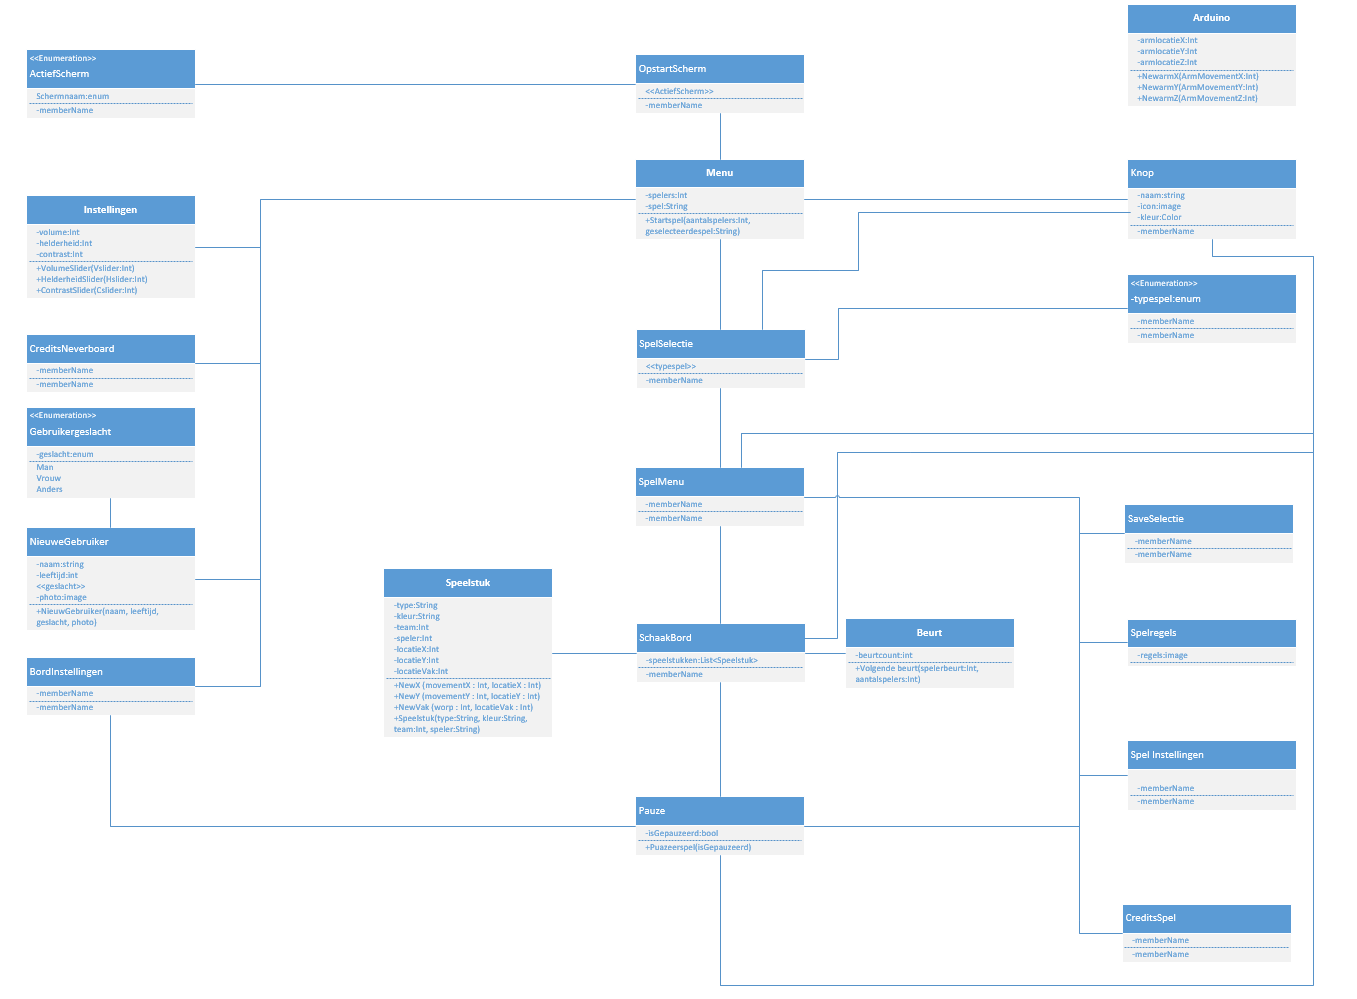 Arduino
-armlocatieX:Int
-armlocatieY:Int
-armlocatieZ:Int
+NewarmX(ArmMovementX:Int)
+NewarmY(ArmMovementY:Int)
+NewarmZ(ArmMovementZ:Int)
<<Enumeration>>
ActiefScherm
Schermnaam:enum
-memberName
OpstartScherm
<<ActiefScherm>>
-memberName
Menu
-spelers:Int
-spel:String
+Startspel(aantalspelers:Int,
geselecteerdespel:String)
Knop
-naam:string
-icon:image
-kleur:Color
-memberName
Instellingen
-volume:Int
-helderheid:Int
-contrast:Int
+VolumeSlider(Vslider:Int)
+HelderheidSlider(Hslider:Int)
+ContrastSlider(Cslider:Int)
<<Enumeration>>
-typespel:enum
-memberName
-memberName
CreditsNeverboard
-memberName
-memberName
SpelSelectie
<<typespel>>
-memberName
<<Enumeration>>
Gebruikergeslacht
-geslacht:enum
Man
Vrouw
Anders
SpelMenu
-memberName
-memberName
SaveSelectie
-memberName
-memberName
NieuweGebruiker
-naam:string
-leeftijd:int
<<geslacht>>
-photo:image
+NieuwGebruiker(naam, leeftijd,
geslacht, photo)
Speelstuk
-type:String
-kleur:String
-team:Int
-speler:Int
-locatieX:Int
-locatieY:Int
-locatieVak:Int
+NewX (movementX : Int, locatieX : Int)
+NewY (movementY : Int, locatieY : Int)
+NewVak (worp : Int, locatieVak : Int)
+Speelstuk(type:String, kleur:String,
team:Int, speler:String)
SchaakBord
-speelstukken:List<Speelstuk>
-memberName
Beurt
-beurtcount:int
+Volgende beurt(spelerbeurt:Int,
aantalspelers:Int)
Spelregels
-regels:image
BordInstellingen
-memberName
-memberName
Spel Instellingen
-memberName
-memberName
Pauze
-isGepauzeerd:bool
+Puazeerspel(isGepauzeerd)
CreditsSpel
-memberName
-memberName